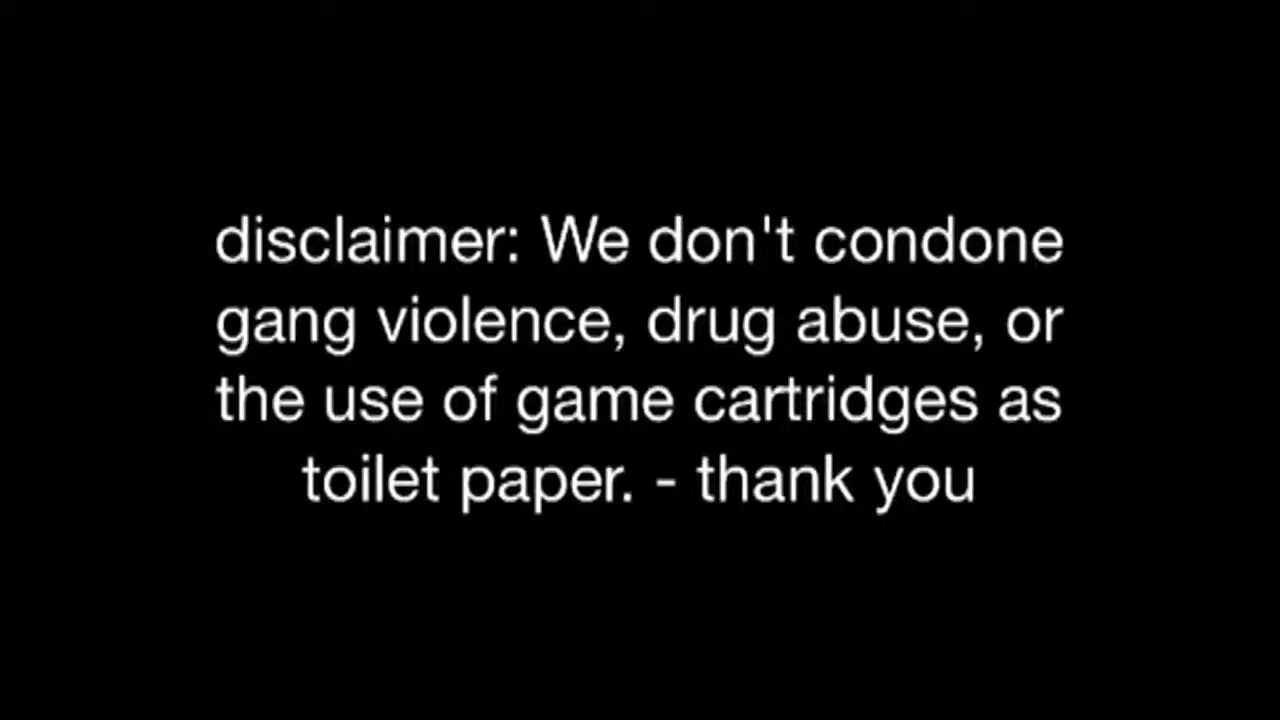 disclaimer: We don't condone
gang violence, drug abuse, or
the use of game cartridges as
toilet paper. - thank you